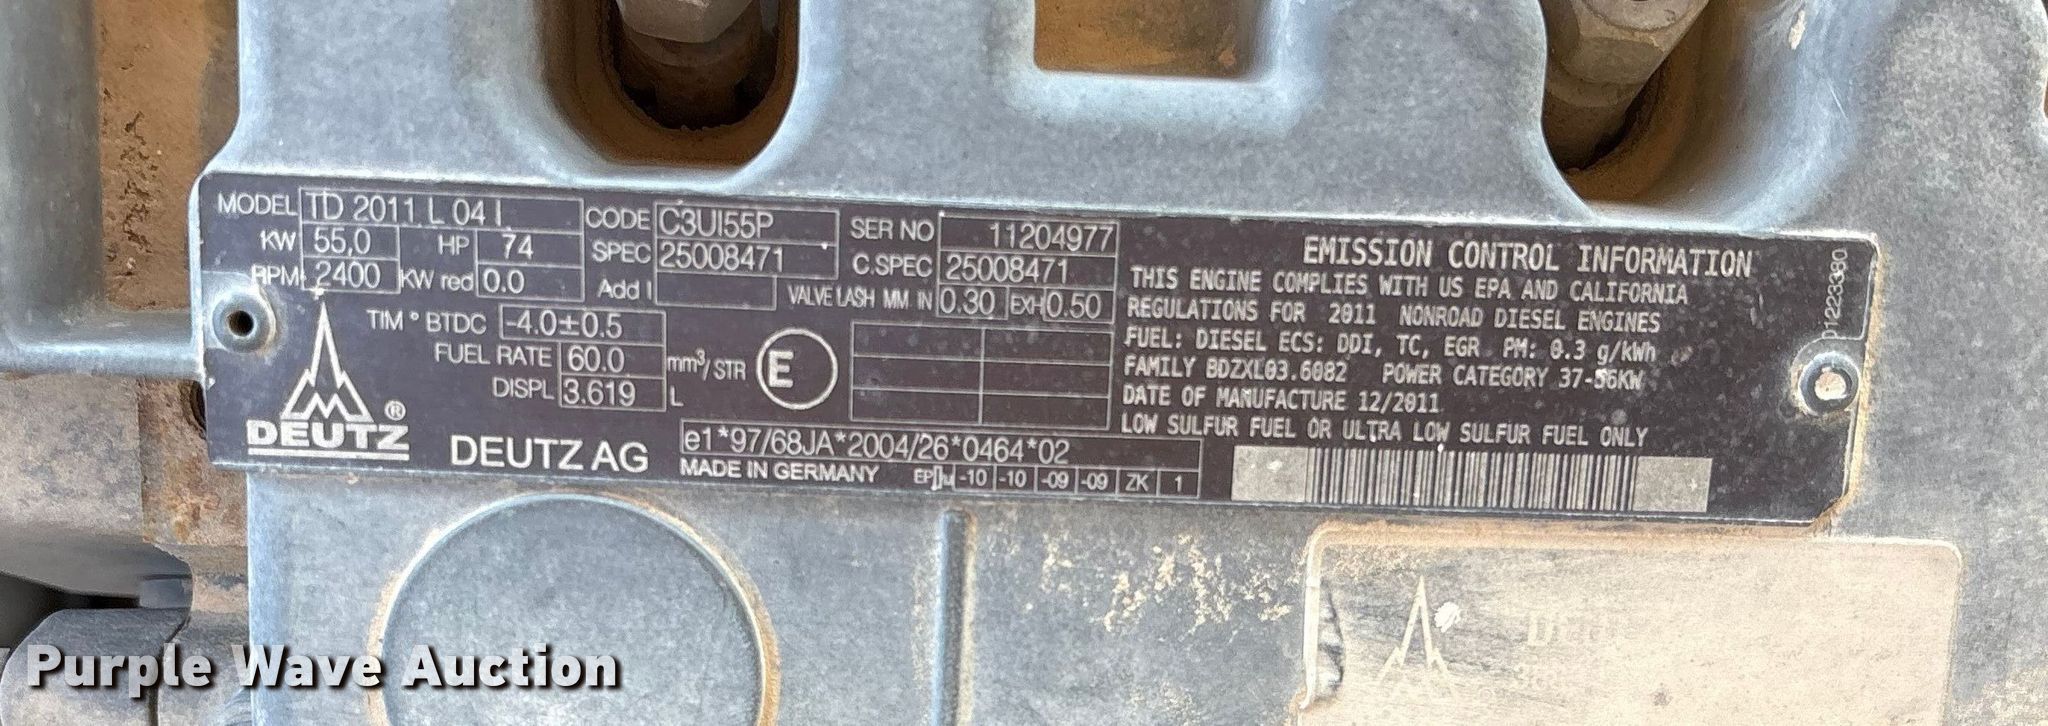 MODEL TD 2011 L 04 I CODE C3UI55P SER NO 11204977
KW 55,0 HP 74 SPEC 25008471 C.SPEC 25008471
RPM 2400 KW red 0.0 Add I VALVE LASH MM IN 0.30 EXH 0.50
TIM ° BTDC -4.0±0.5
FUEL RATE 60.0 mm³/STR
DISPL 3.619 L
E
DEUTZ ®
DEUTZ AG
e1*97/68JA*2004/26*0464*02
MADE IN GERMANY -10 -10 -09 -09 ZK 1
EMISSION CONTROL INFORMATION
THIS ENGINE COMPLIES WITH US EPA AND CALIFORNIA
REGULATIONS FOR 2011 NONROAD DIESEL ENGINES
FUEL: DIESEL ECS: DDI, TC, EGR PM: 0.3 g/kWh
FAMILY BDZXL03.6082 POWER CATEGORY 37-56KW
DATE OF MANUFACTURE 12/2011
LOW SULFUR FUEL OR ULTRA LOW SULFUR FUEL ONLY
01223380
Purple Wave Auction